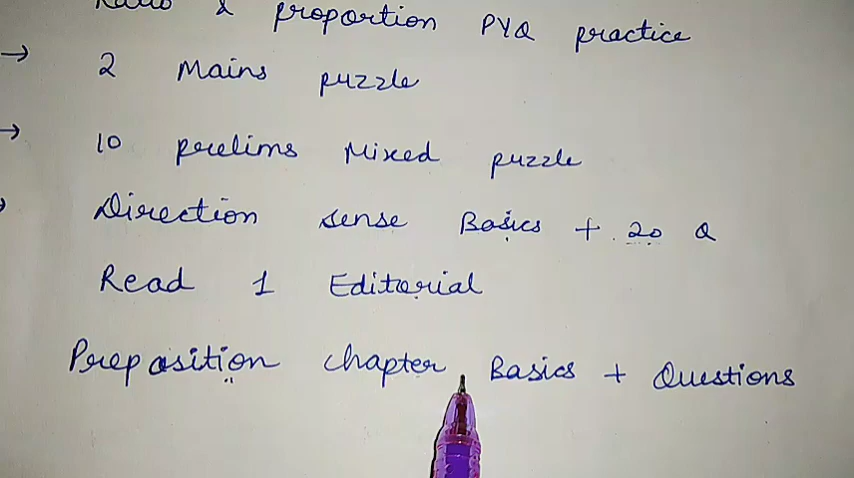 Ratio & proportion PYQ practice
→ 2 Mains puzzle
→ 10 prelims Mixed puzzle
Direction sense Basics + 20 Q
Read 1 Editorial
Preposition chapter Basics + Questions